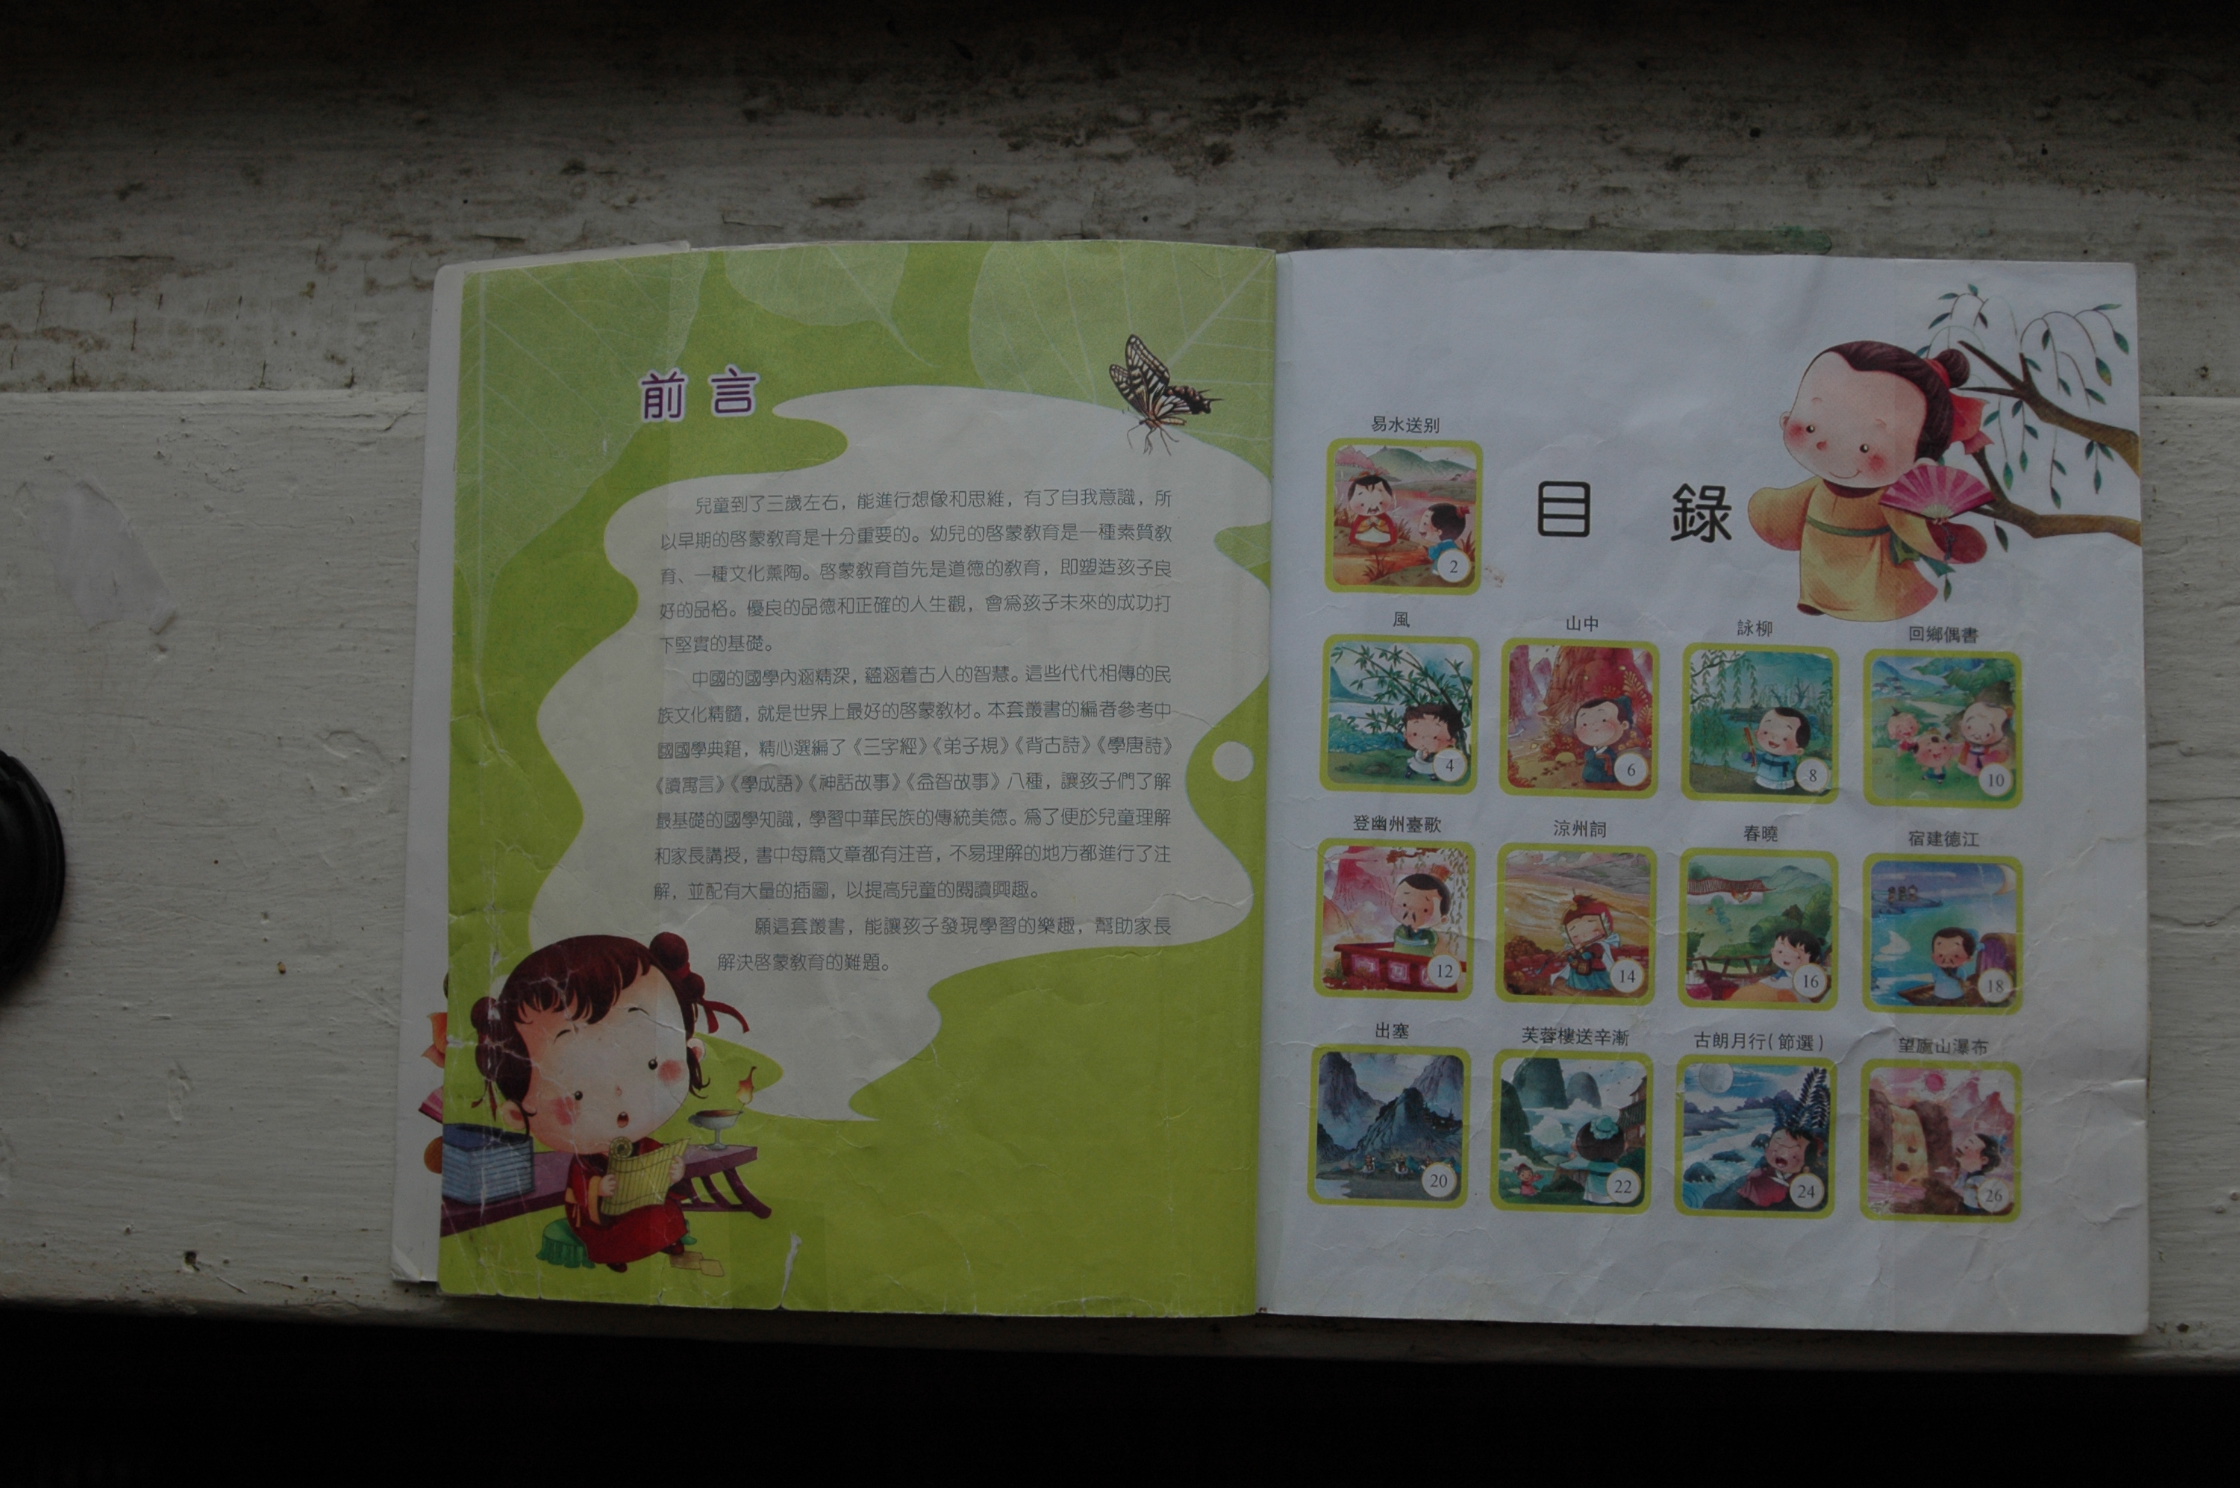 前言
兒童到了三歲左右，能進行想像和思維，有了自我意識，所
以早期的啓蒙教育是十分重要的。幼兒的啓蒙教育是一種素質教
育、一種文化薰陶。啓蒙教育首先是道德的教育，即塑造孩子良
好的品格。優良的品德和正確的人生觀，會爲孩子未來的成功打
下堅實的基礎。
中國的國學內涵精深，蘊涵着古人的智慧。這些代代相傳的民
族文化精髓，就是世界上最好的啓蒙教材。本套叢書的編者參考中
國國學典籍，精心選編了《三字經》《弟子規》《背古詩》《學唐詩》
《讀寓言》《學成語》《神話故事》《益智故事》八種，讓孩子們了解
最基礎的國學知識，學習中華民族的傳統美德。爲了便於兒童理解
和家長講授，書中每篇文章都有注音，不易理解的地方都進行了注
解，並配有大量的插圖，以提高兒童的閱讀興趣。
願這套叢書，能讓孩子發現學習的樂趣，幫助家長
解決啓蒙教育的難題。
目錄
易水送别
2
風
4
山中
6
詠柳
8
回鄉偶書
10
登幽州臺歌
12
涼州詞
14
春曉
16
宿建德江
18
出塞
20
芙蓉樓送辛漸
22
古朗月行(節選)
24
望廬山瀑布
26